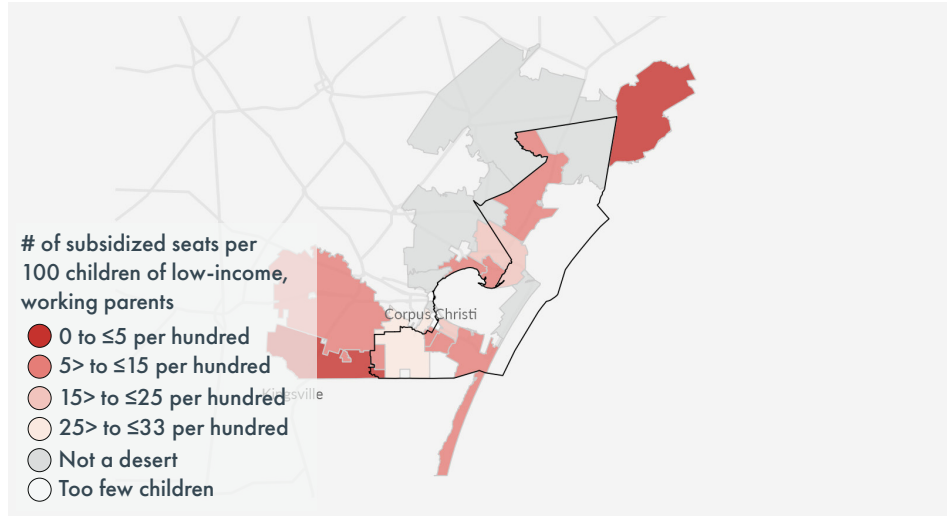 # of subsidized seats per
100 children of low-income,
working parents
0 to ≤5 per hundred
5> to ≤15 per hundred
15> to ≤25 per hundred
25> to ≤33 per hundred
Not a desert
Too few children
Corpus Christi
Kingsville